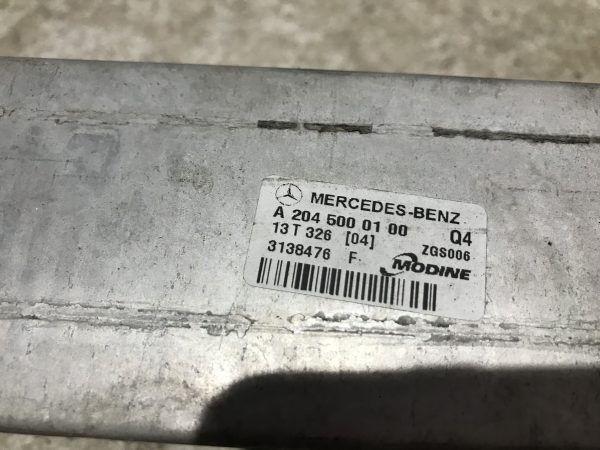 MERCEDES-BENZ
A 204 500 01 00 Q4
13 T 326 [04] ZGS006
3138476 F MODINE